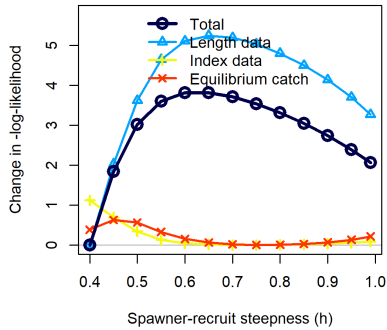 Total
Length data
Index data
Equilibrium catch
Change in -log-likelihood
5
4
3
2
1
0
0.4 0.5 0.6 0.7 0.8 0.9 1.0
Spawner-recruit steepness (h)